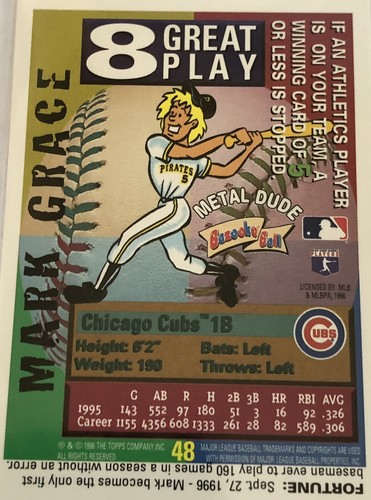 8 GREAT
PLAY
IF AN ATHLETICS PLAYER
IS ON YOUR TEAM, A
WINNING CARD OF 5
OR LESS IS STOPPED
MARK GRACE
PIRATES
5
METAL DUDE
Bazooka Ball
PLAYERS
LICENSED BY MLB
& MLBPA, 1996
Chicago Cubs™ 1B
CUBS
Height: 6'2" Bats: Left
Weight: 190 Throws: Left
G AB R H 2B 3B HR RBI AVG
1995 143 552 97 180 51 3 16 92 .326
Career 1155 4356 608 1333 261 28 82 589 .306
® & © 1996 THE TOPPS COMPANY, INC.
ALL RIGHTS RESERVED
48
MAJOR LEAGUE BASEBALL TRADEMARKS AND COPYRIGHTS ARE USED
WITH PERMISSION OF MAJOR LEAGUE BASEBALL PROPERTIES, INC.
FORTUNE: Sept. 27, 1996 - Mark becomes the only first
baseman ever to play 160 games in a season without an error.